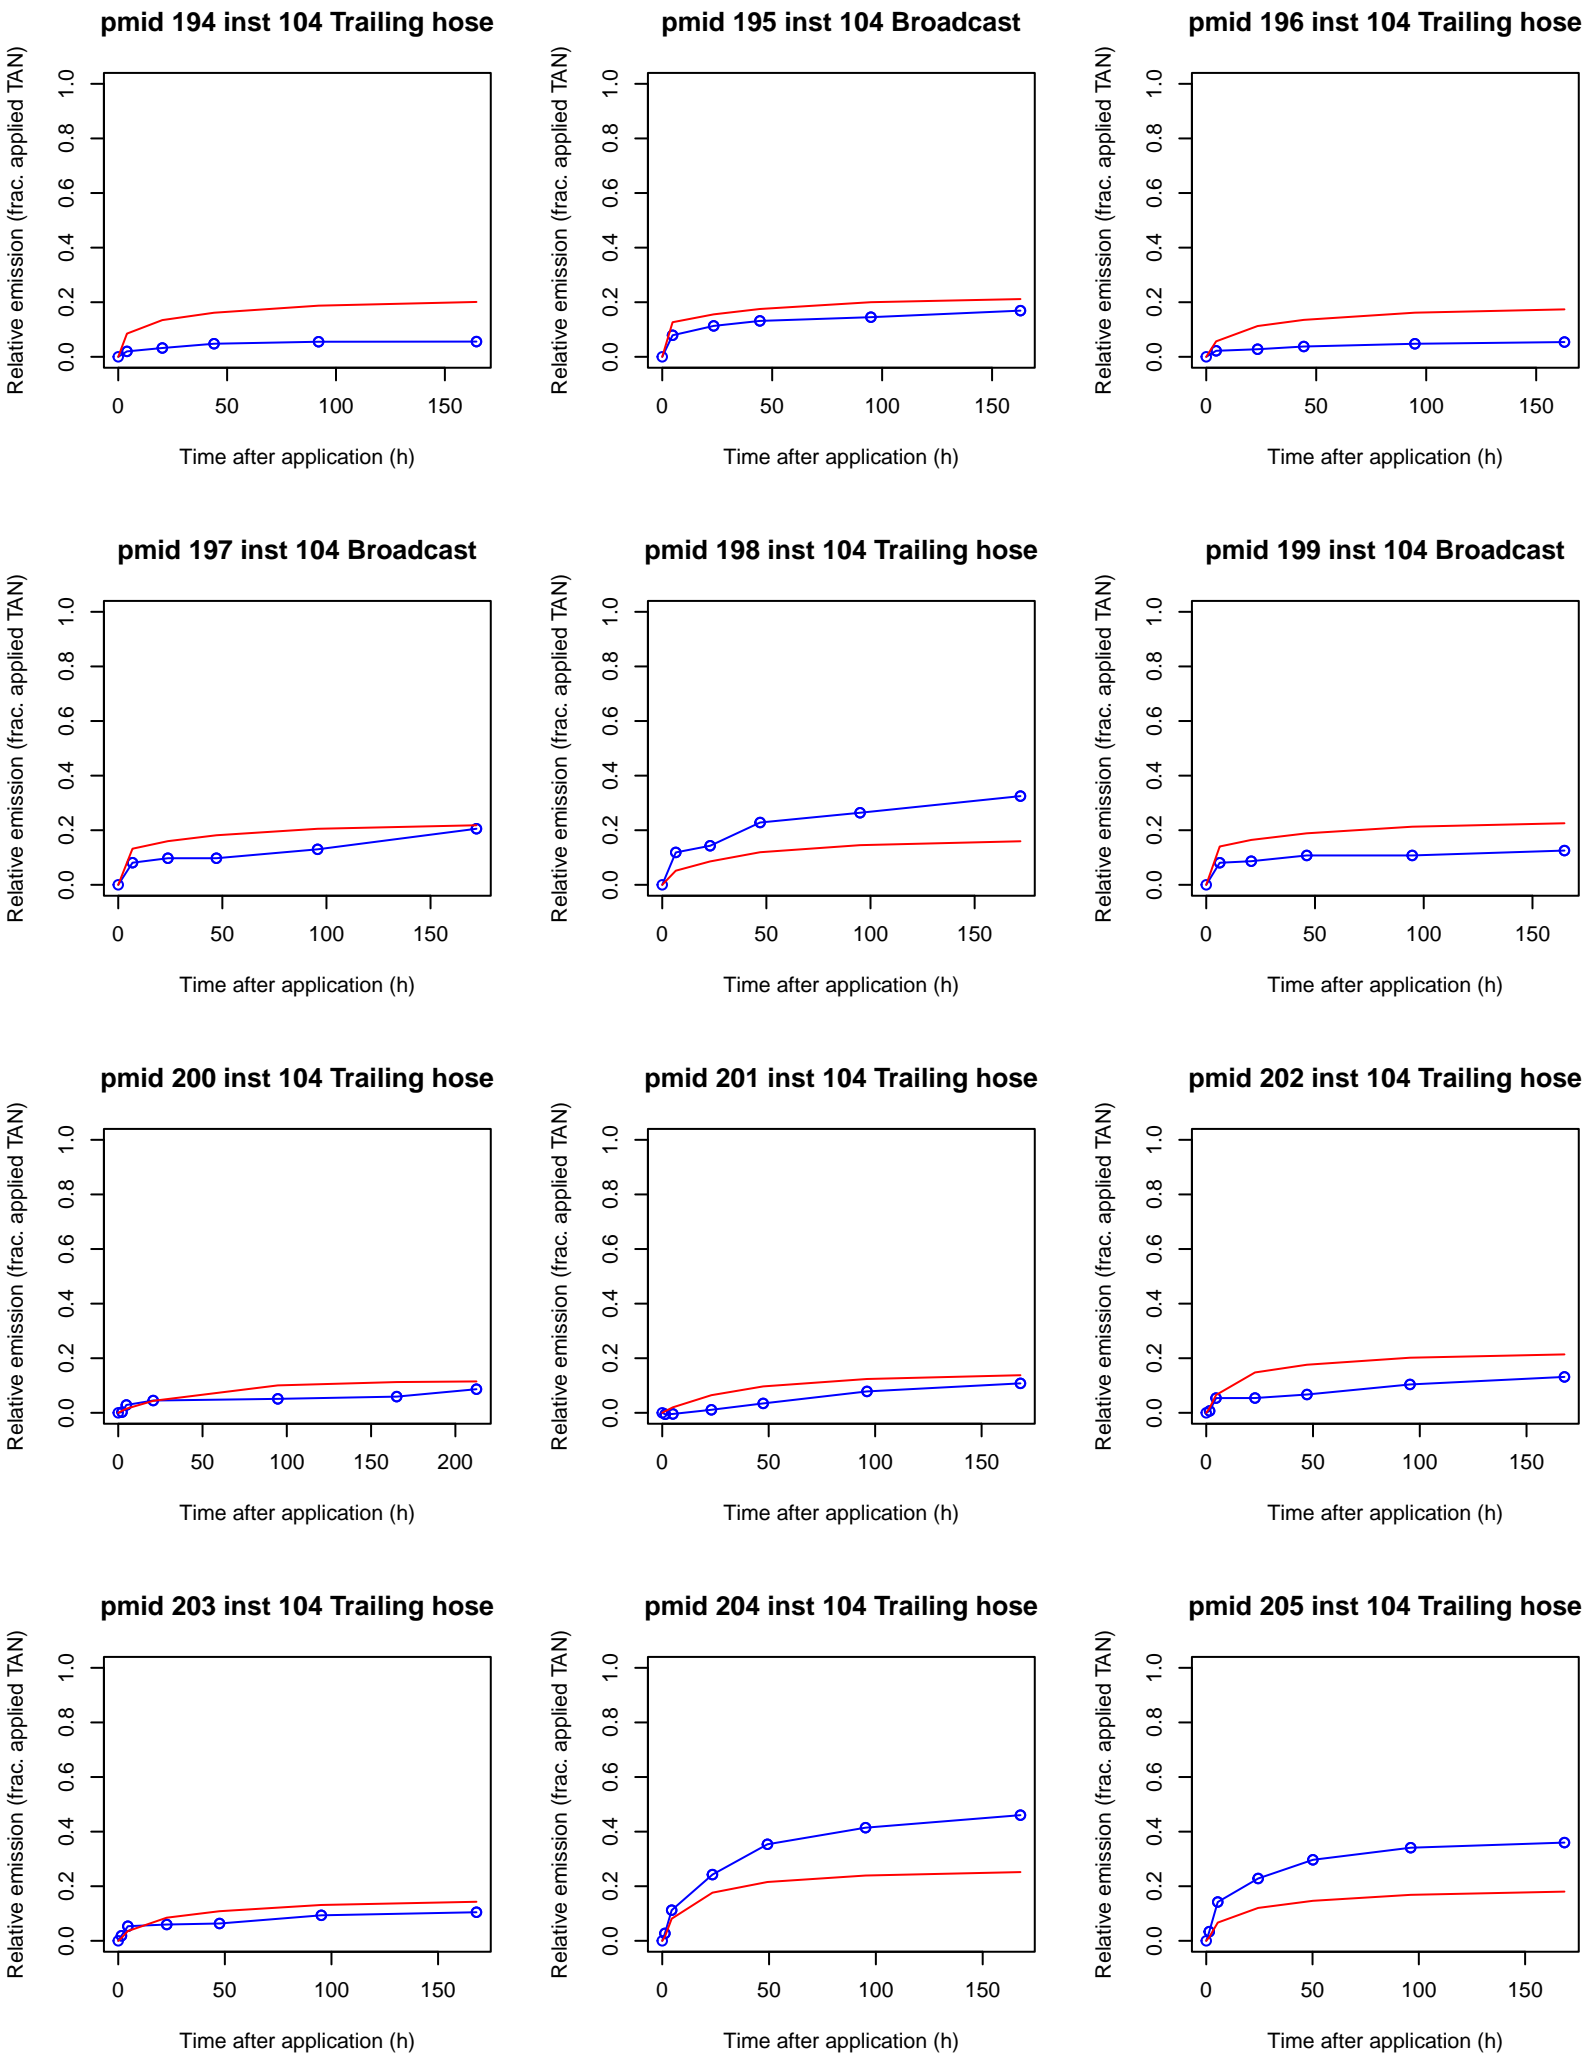 pmid 194 inst 104 Trailing hose
Relative emission (frac. applied TAN)
0.0 0.2 0.4 0.6 0.8 1.0
0 50 100 150
Time after application (h)
pmid 195 inst 104 Broadcast
Relative emission (frac. applied TAN)
0.0 0.2 0.4 0.6 0.8 1.0
0 50 100 150
Time after application (h)
pmid 196 inst 104 Trailing hose
Relative emission (frac. applied TAN)
0.0 0.2 0.4 0.6 0.8 1.0
0 50 100 150
Time after application (h)
pmid 197 inst 104 Broadcast
Relative emission (frac. applied TAN)
0.0 0.2 0.4 0.6 0.8 1.0
0 50 100 150
Time after application (h)
pmid 198 inst 104 Trailing hose
Relative emission (frac. applied TAN)
0.0 0.2 0.4 0.6 0.8 1.0
0 50 100 150
Time after application (h)
pmid 199 inst 104 Broadcast
Relative emission (frac. applied TAN)
0.0 0.2 0.4 0.6 0.8 1.0
0 50 100 150
Time after application (h)
pmid 200 inst 104 Trailing hose
Relative emission (frac. applied TAN)
0.0 0.2 0.4 0.6 0.8 1.0
0 50 100 150 200
Time after application (h)
pmid 201 inst 104 Trailing hose
Relative emission (frac. applied TAN)
0.0 0.2 0.4 0.6 0.8 1.0
0 50 100 150
Time after application (h)
pmid 202 inst 104 Trailing hose
Relative emission (frac. applied TAN)
0.0 0.2 0.4 0.6 0.8 1.0
0 50 100 150
Time after application (h)
pmid 203 inst 104 Trailing hose
Relative emission (frac. applied TAN)
0.0 0.2 0.4 0.6 0.8 1.0
0 50 100 150
Time after application (h)
pmid 204 inst 104 Trailing hose
Relative emission (frac. applied TAN)
0.0 0.2 0.4 0.6 0.8 1.0
0 50 100 150
Time after application (h)
pmid 205 inst 104 Trailing hose
Relative emission (frac. applied TAN)
0.0 0.2 0.4 0.6 0.8 1.0
0 50 100 150
Time after application (h)